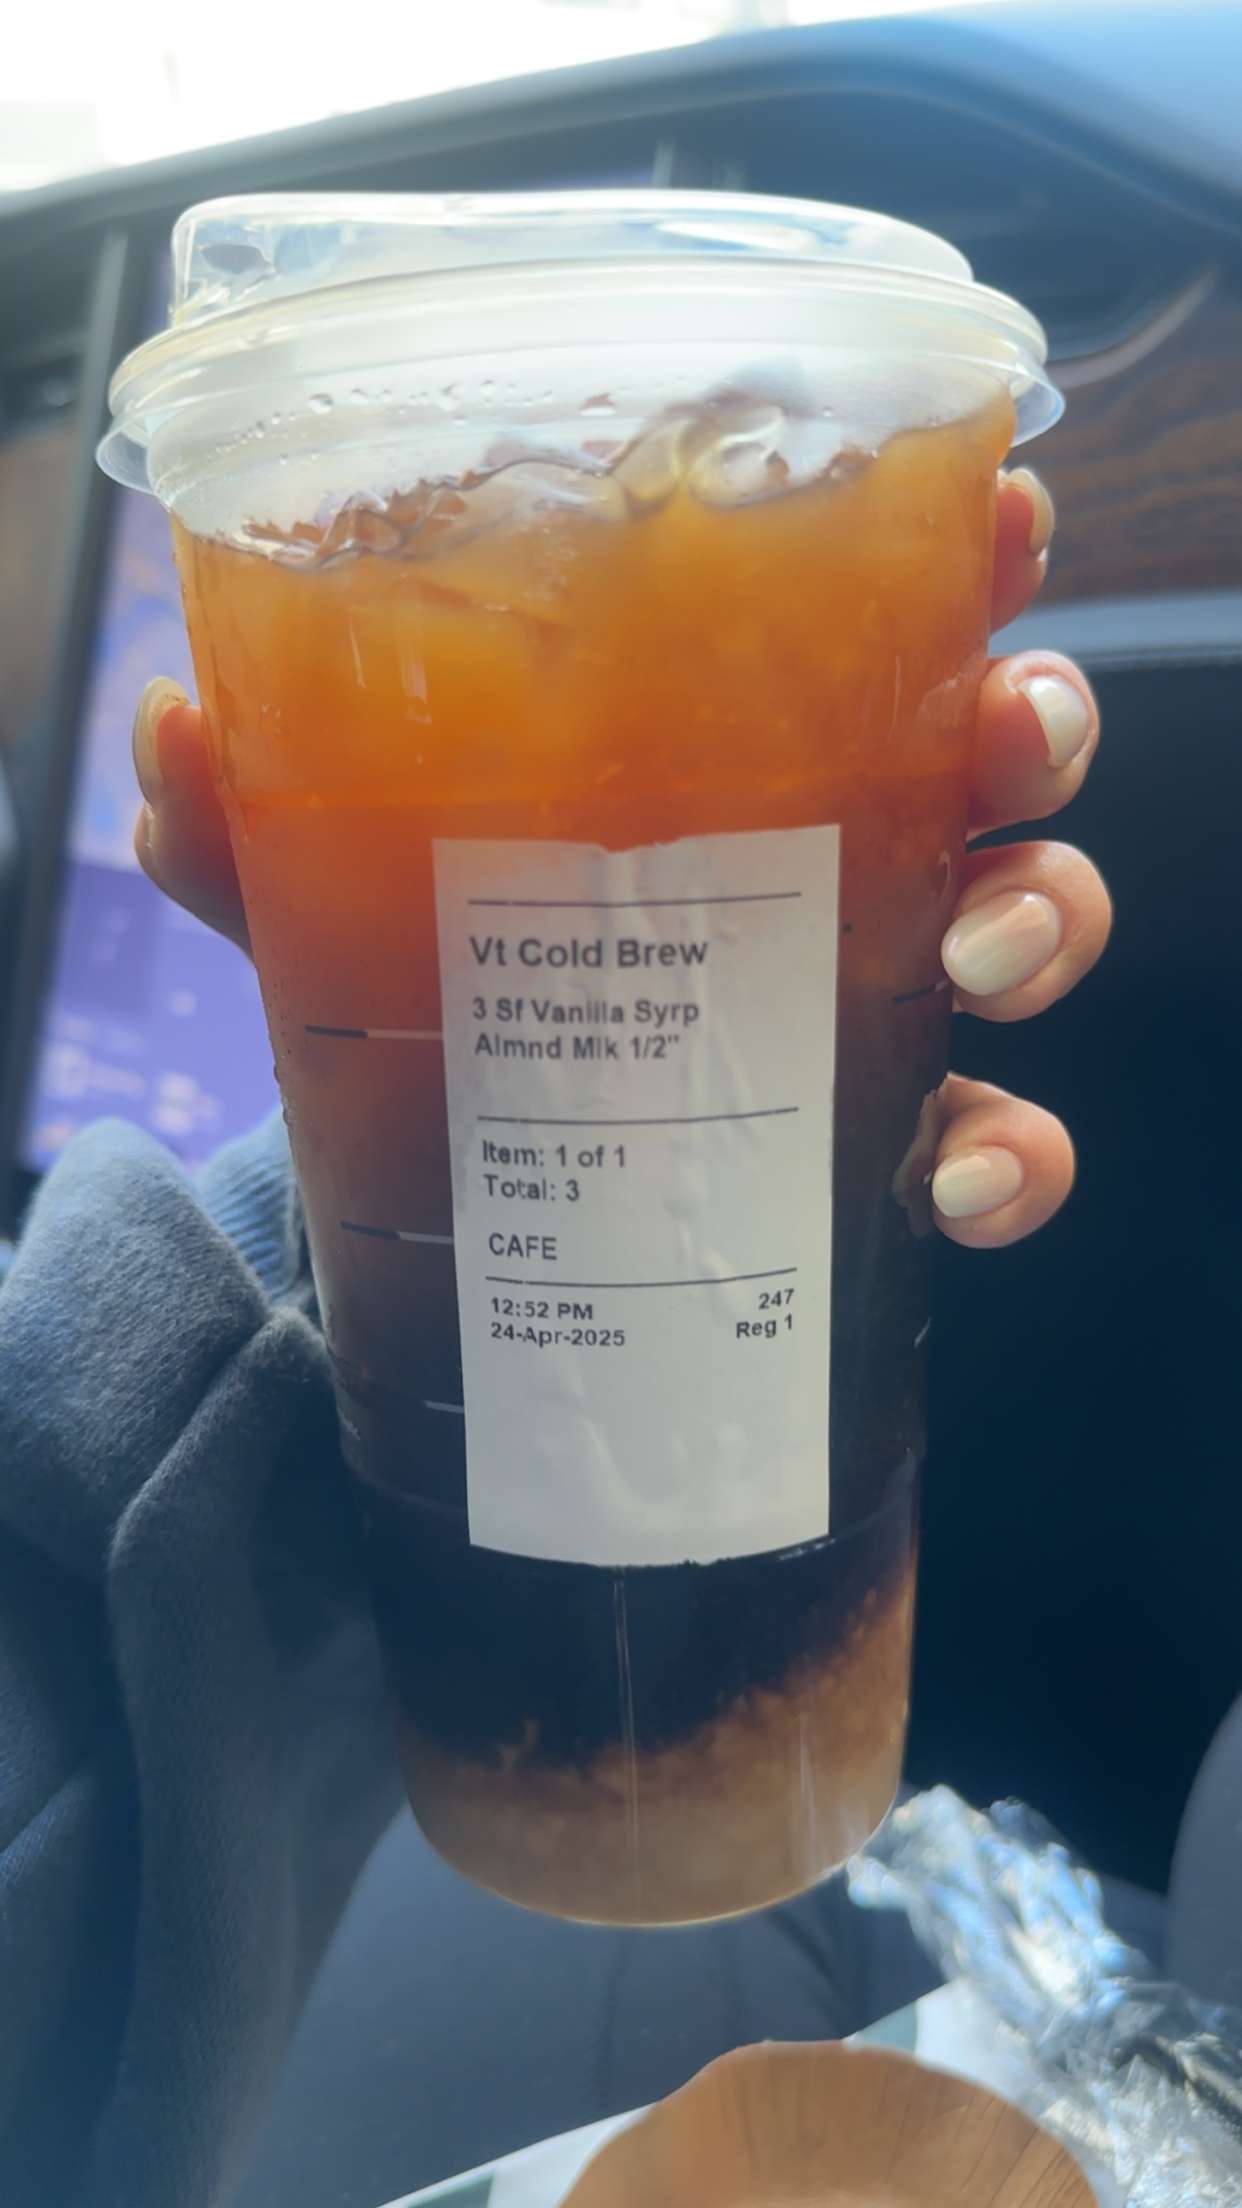 Vt Cold Brew
3 Sf Vanilla Syrp
Almnd Mlk 1/2"
Item: 1 of 1
Total: 3
CAFE
12:52 PM 247
24-Apr-2025 Reg 1